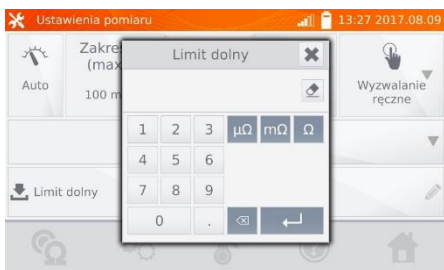 Ustawienia pomiaru
13:27 2017.08.09
Auto
Zakre
(max
100 m
Limit dolny
Wyzwalanie
ręczne
1 2 3 μΩ mΩ Ω
4 5 6
7 8 9
0 .
Limit dolny